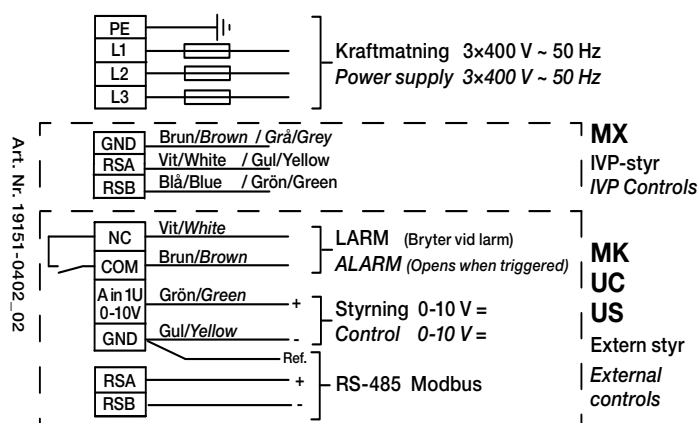 PE
L1
L2
L3
Kraftmatning 3×400 V ~ 50 Hz
Power supply 3×400 V ~ 50 Hz
Art. Nr. 19151-0402_02
GND Brun/Brown / Grå/Grey
RSA Vit/White / Gul/Yellow
RSB Blå/Blue / Grön/Green
MX
IVP-styr
IVP Controls
NC Vit/White
COM Brun/Brown
LARM (Bryter vid larm)
ALARM (Opens when triggered)
A in 1U
0-10V
Grön/Green +
GND Gul/Yellow -
Styrning 0-10 V =
Control 0-10 V =
Ref.
RSA +
RSB -
RS-485 Modbus
MK
UC
US
Extern styr
External
controls